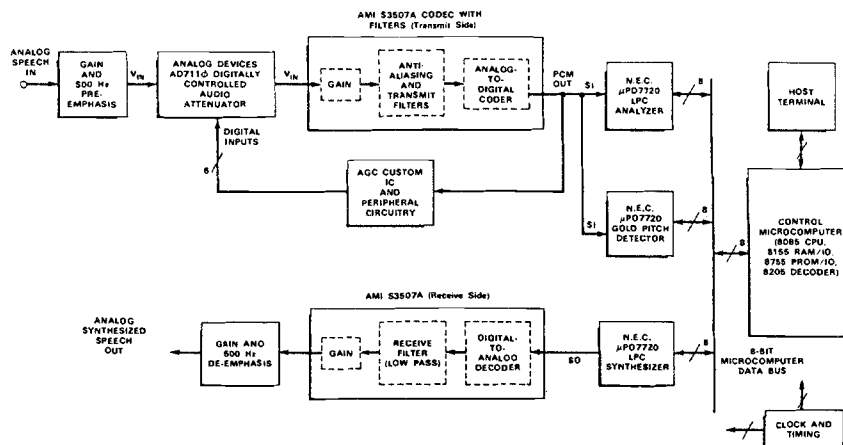 AMI S3507A CODEC WITH
FILTERS (Transmit Side)
ANALOG
SPEECH
IN
GAIN
AND
500 Hz
PRE-
EMPHASIS
VIN
ANALOG DEVICES
AD711ϕ DIGITALLY
CONTROLLED
AUDIO
ATTENUATOR
VIN
GAIN
ANTI-
ALIASING
AND
TRANSMIT
FILTERS
ANALOG-
TO-
DIGITAL
CODER
PCM
OUT
SI
N.E.C.
μPD7720
LPC
ANALYZER
8
HOST
TERMINAL
DIGITAL
INPUTS
6
AGC CUSTOM
IC
AND
PERIPHERAL
CIRCUITRY
SI
N.E.C.
μPD7720
GOLD PITCH
DETECTOR
8
8
CONTROL
MICROCOMPUTER
(8085 CPU,
8155 RAM/IO,
8755 PROM/IO,
8205 DECODER)
AMI S3507A (Receive Side)
ANALOG
SYNTHESIZED
SPEECH
OUT
GAIN AND
500 Hz
DE-EMPHASIS
GAIN
RECEIVE
FILTER
(LOW PASS)
DIGITAL-
TO-
ANALOG
DECODER
SO
N.E.C.
μPD7720
LPC
SYNTHESIZER
8
8-BIT
MICROCOMPUTER
DATA BUS
CLOCK AND
TIMING